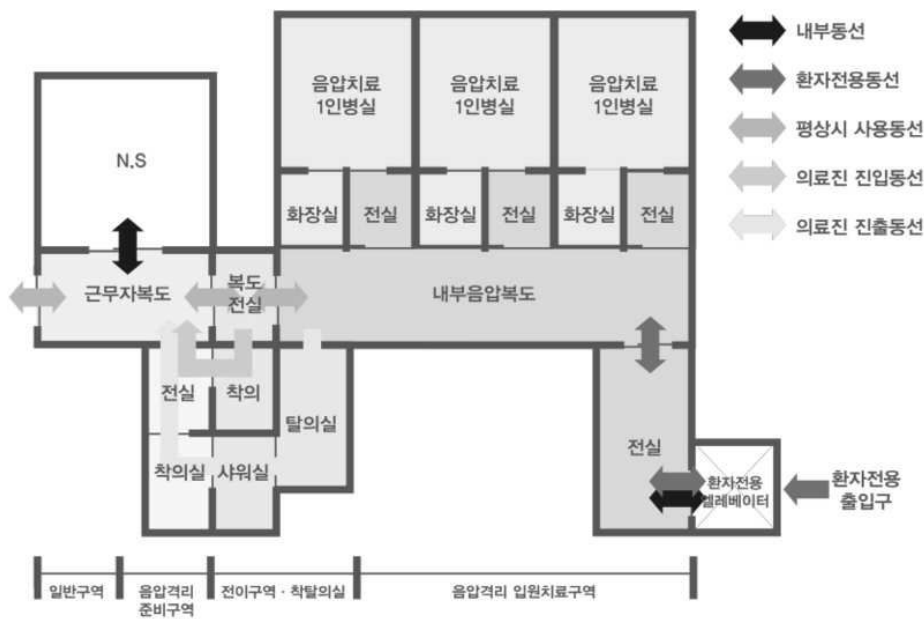 음압치료
1인병실
음압치료
1인병실
음압치료
1인병실
내부동선
환자전용동선
평상시 사용동선
의료진 진입동선
의료진 진출동선
N.S
화장실
전실
화장실
전실
화장실
전실
근무자복도
복도
전실
내부음압복도
전실
착의
탈의실
착의실
샤워실
전실
환자전용
엘레베이터
환자전용
출입구
일반구역
음압격리
준비구역
전이구역 · 착탈의실
음압격리 입원치료구역